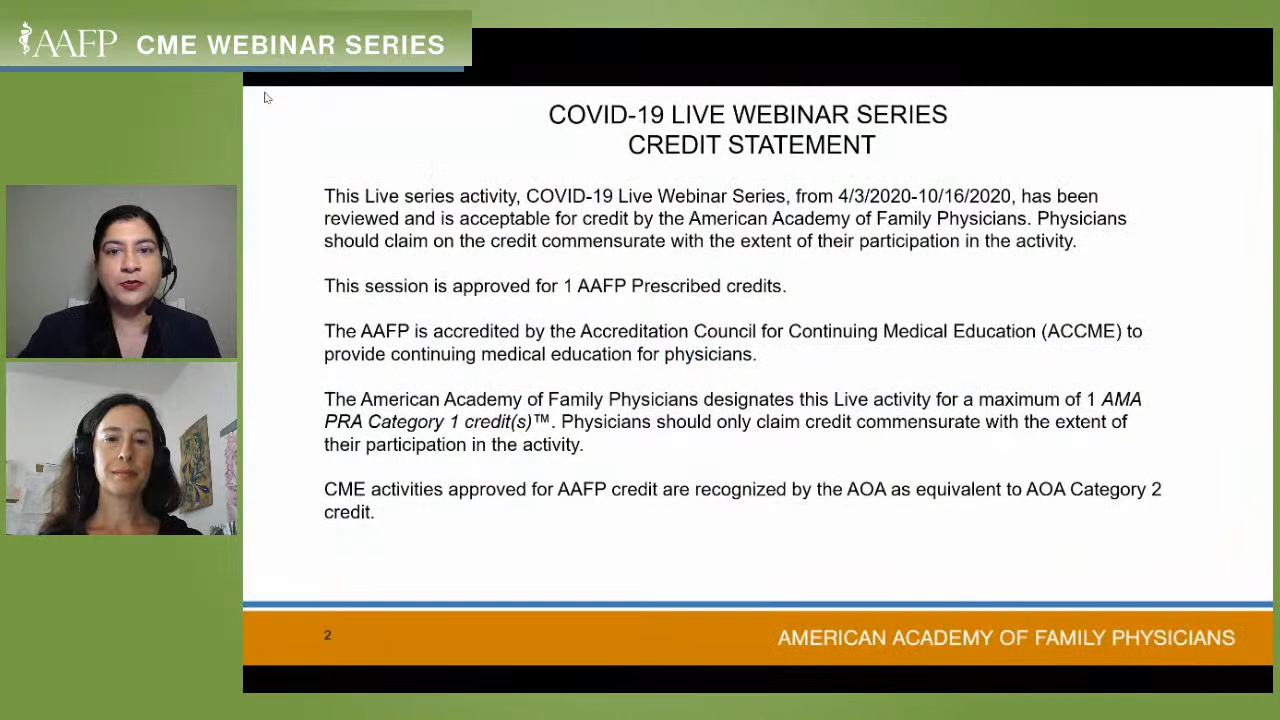 AAFP CME WEBINAR SERIES
COVID-19 LIVE WEBINAR SERIES
CREDIT STATEMENT
This Live series activity, COVID-19 Live Webinar Series, from 4/3/2020-10/16/2020, has been
reviewed and is acceptable for credit by the American Academy of Family Physicians. Physicians
should claim on the credit commensurate with the extent of their participation in the activity.
This session is approved for 1 AAFP Prescribed credits.
The AAFP is accredited by the Accreditation Council for Continuing Medical Education (ACCME) to
provide continuing medical education for physicians.
The American Academy of Family Physicians designates this Live activity for a maximum of 1 AMA
PRA Category 1 credit(s)™. Physicians should only claim credit commensurate with the extent of
their participation in the activity.
CME activities approved for AAFP credit are recognized by the AOA as equivalent to AOA Category 2
credit.
2
AMERICAN ACADEMY OF FAMILY PHYSICIANS